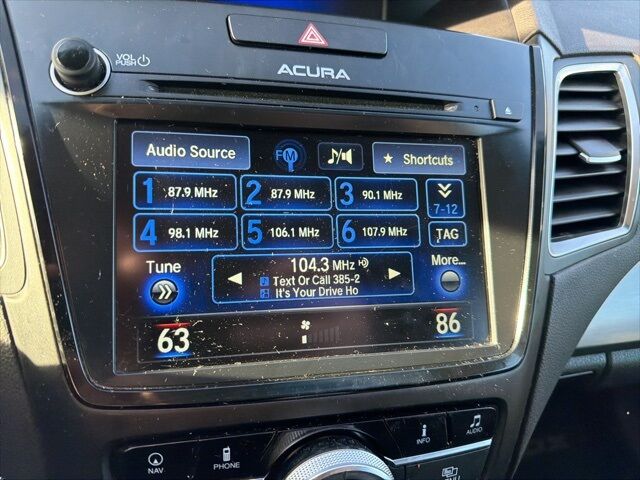 VOL
PUSH
ACURA
Audio Source
FM
Shortcuts
1 87.9 MHz
2 87.9 MHz
3 90.1 MHz
7-12
4 98.1 MHz
5 106.1 MHz
6 107.9 MHz
TAG
Tune
104.3 MHz HD
More...
Text Or Call 385-2
It's Your Drive Ho
63
86
NAV
PHONE
INFO
AUDIO